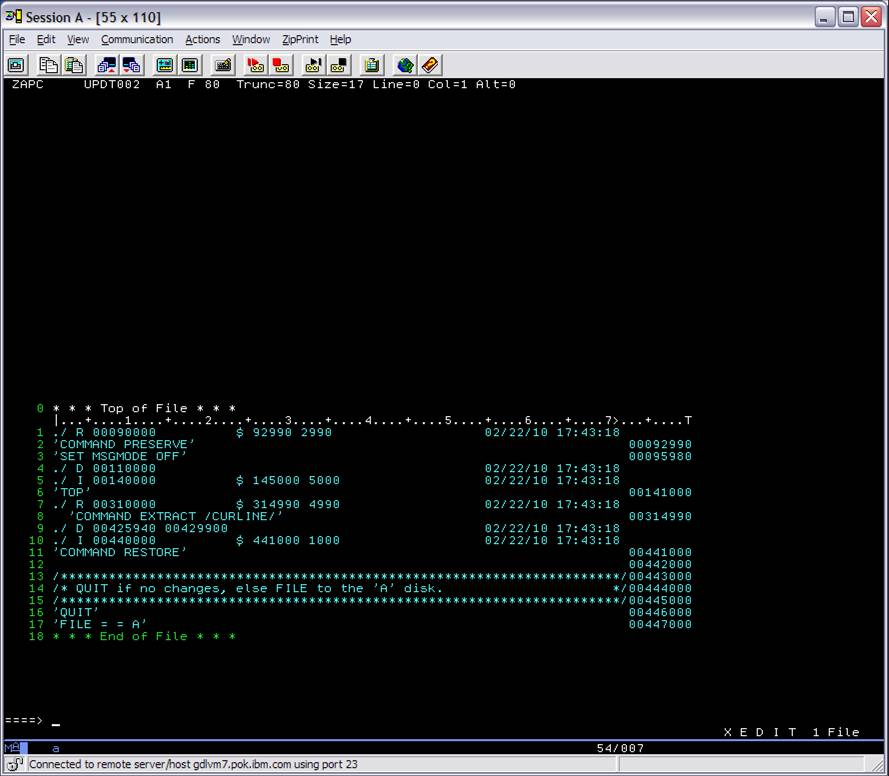 Session A - [55 x 110]
File Edit View Communication Actions Window ZipPrint Help
ZAPC UPDT002 A1 F 80 Trunc=80 Size=17 Line=0 Col=1 Alt=0
0 * * * Top of File * * *
|...+....1....+....2....+....3....+....4....+....5....+....6....+....7>...+....T
1 ./ R 00090000 $ 92990 2990 02/22/10 17:43:18
2 'COMMAND PRESERVE' 00092990
3 'SET MSGMODE OFF' 00095980
4 ./ D 00110000 02/22/10 17:43:18
5 ./ I 00140000 $ 145000 5000 02/22/10 17:43:18
6 'TOP' 00141000
7 ./ R 00310000 $ 314990 4990 02/22/10 17:43:18
8 'COMMAND EXTRACT /CURLINE/' 00314990
9 ./ D 00425940 00429900 02/22/10 17:43:18
10 ./ I 00440000 $ 441000 1000 02/22/10 17:43:18
11 'COMMAND RESTORE' 00441000
12 00442000
13 /***********************************************************************/00443000
14 /* QUIT if no changes, else FILE to the 'A' disk. */00444000
15 /***********************************************************************/00445000
16 'QUIT' 00446000
17 'FILE = = A' 00447000
18 * * * End of File * * *
====> _
X E D I T 1 File
MA a 54/007
Connected to remote server/host gdlvm7.pok.ibm.com using port 23